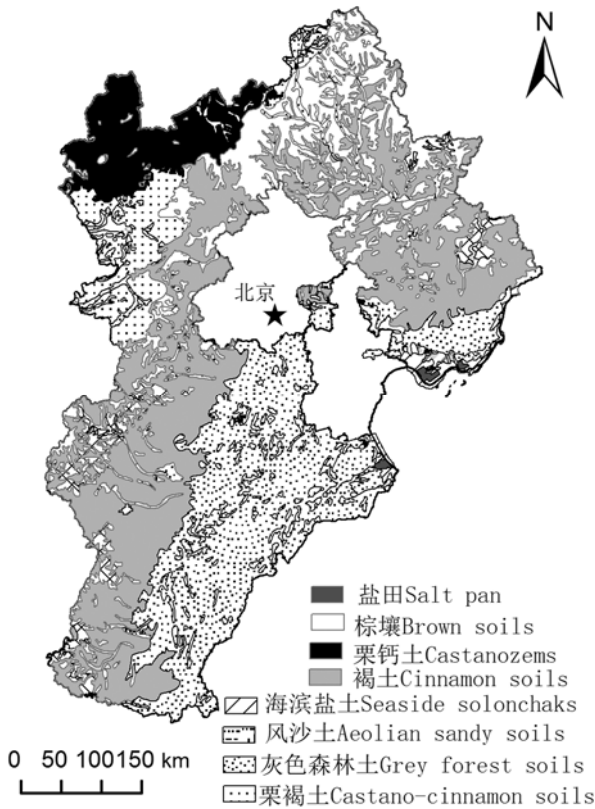 N
北京
盐田Salt pan
棕壤Brown soils
栗钙土Castanozems
褐土Cinnamon soils
海滨盐土Seaside solonchaks
风沙土Aeolian sandy soils
灰色森林土Grey forest soils
栗褐土Castano-cinnamon soils
0 50 100150 km